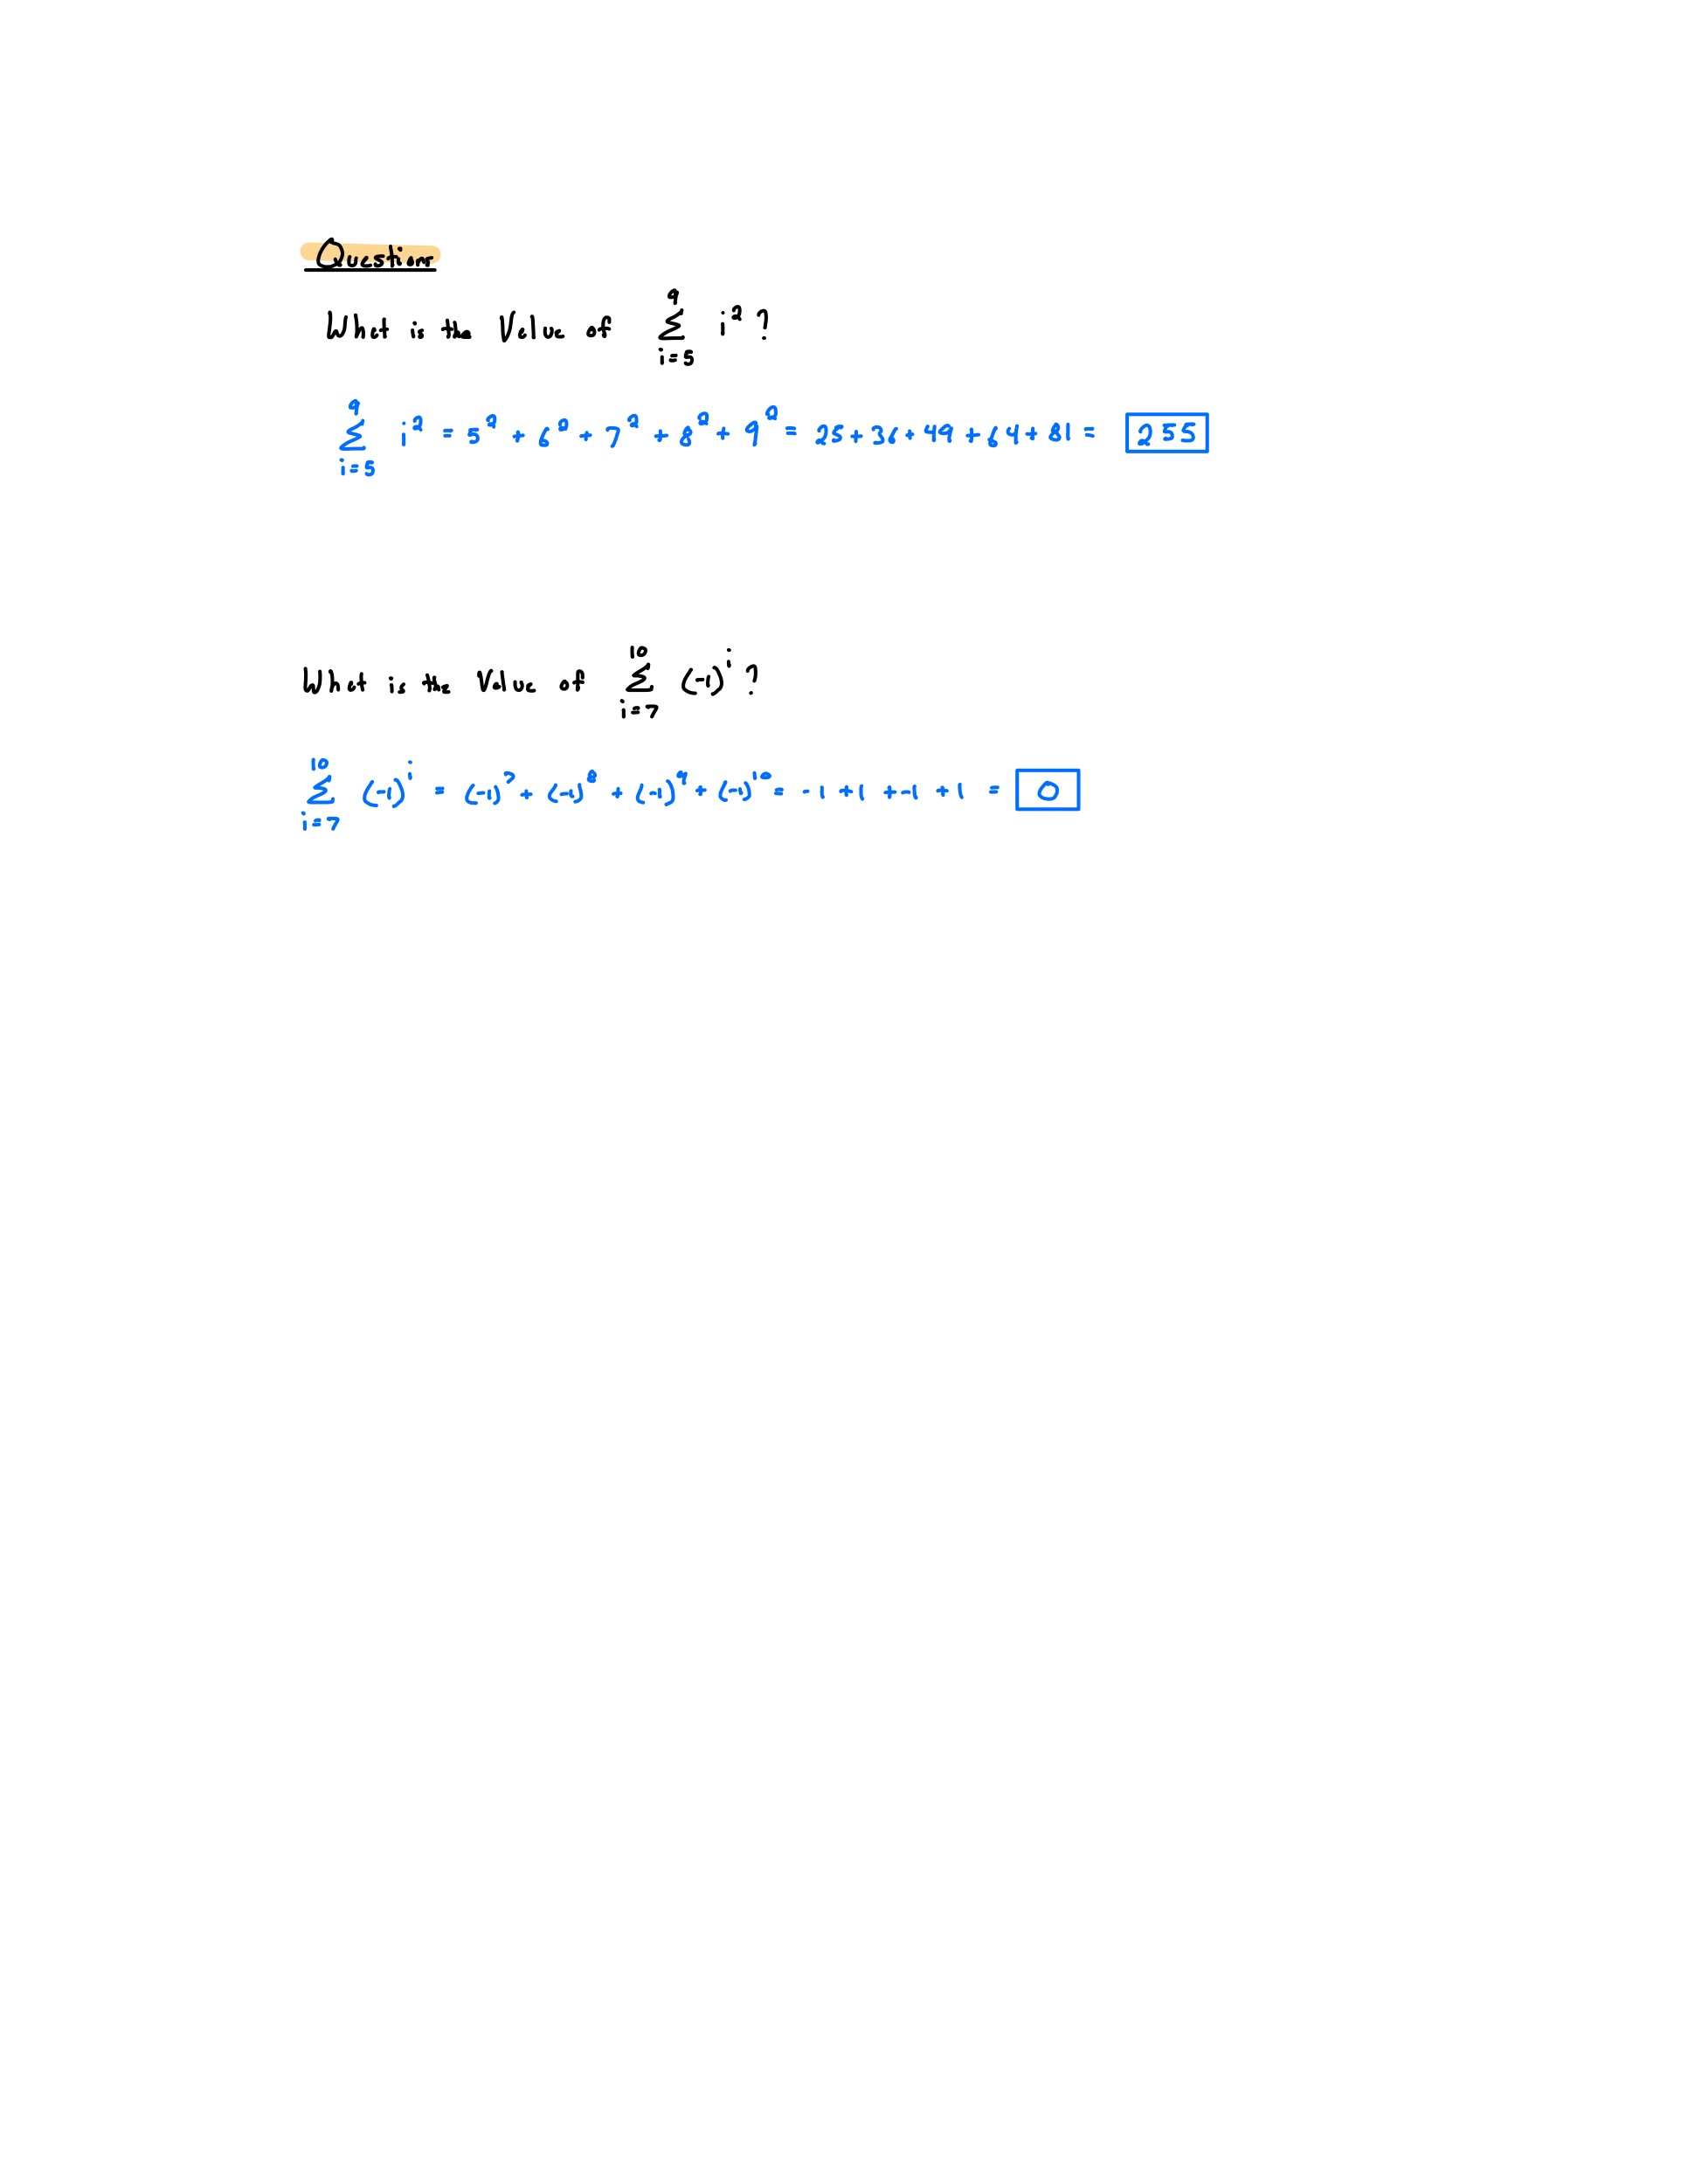 Questions
What is the Value of \sum_{i=5}^{9} i^2 ?
\sum_{i=5}^{9} i^2 = 5^2 + 6^2 + 7^2 + 8^2 + 9^2 = 25 + 36 + 49 + 64 + 81 = 255
What is the Value of \sum_{i=7}^{10} (-1)^i ?
\sum_{i=7}^{10} (-1)^i = (-1)^7 + (-1)^8 + (-1)^9 + (-1)^{10} = -1 + 1 + -1 + 1 = 0